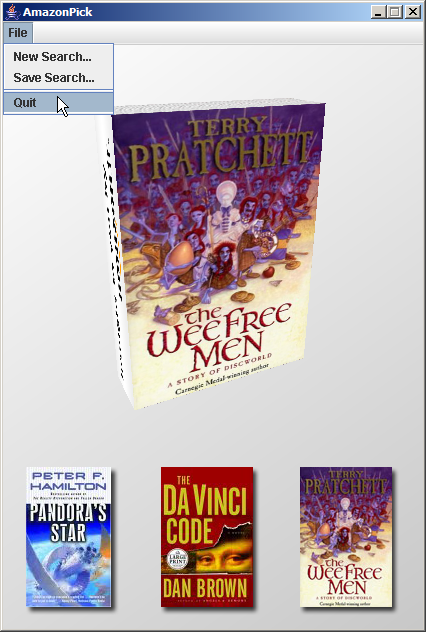 AmazonPick
File
New Search...
Save Search...
Quit
TERRY
PRATCHETT
the
WEE FREE
MEN
A STORY OF DISCWORLD
Carnegie Medal-winning author
PETER F.
HAMILTON
PANDORA'S
STAR
THE
DA VINCI
CODE
LARGE
PRINT
DAN BROWN
TERRY
PRATCHETT
the
WEE FREE
MEN
A STORY OF DISCWORLD
Carnegie Medal-winning author